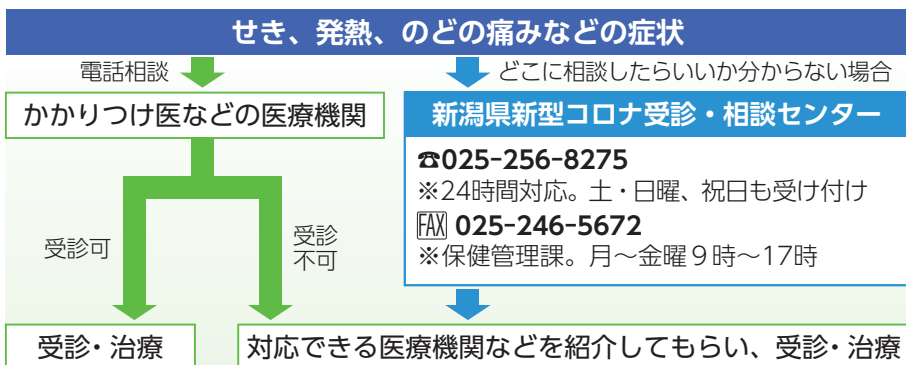 せき、発熱、のどの痛みなどの症状
電話相談
どこに相談したらいいか分からない場合
かかりつけ医などの医療機関
新潟県新型コロナ受診・相談センター
☎025-256-8275
※24時間対応。土・日曜、祝日も受け付け
FAX 025-246-5672
※保健管理課。月～金曜9時～17時
受診可
受診
不可
受診・治療
対応できる医療機関などを紹介してもらい、受診・治療